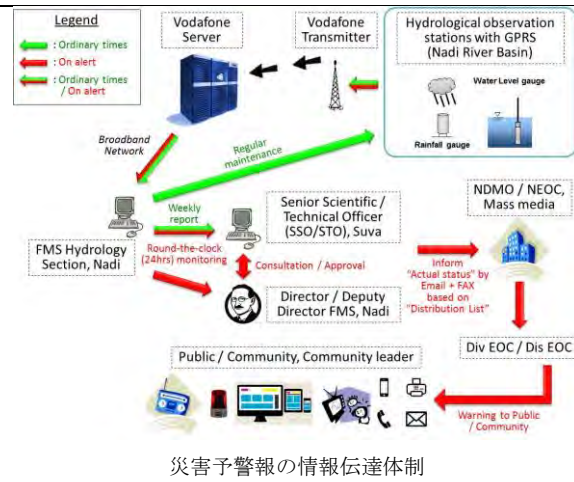 Legend
: Ordinary times
: On alert
: Ordinary times
/ On alert
Vodafone
Server
Vodafone
Transmitter
Hydrological observation
stations with GPRS
(Nadi River Basin)
Water Level gauge
Rainfall gauge
Broadband
Network
Regular
maintenance
FMS Hydrology
Section, Nadi
Weekly
report
Round-the-clock
(24hrs) monitoring
Senior Scientific /
Technical Officer
(SSO/STO), Suva
Consultation / Approval
Director / Deputy
Director FMS, Nadi
NDMO / NEOC,
Mass media
Inform
"Actual status" by
Email + FAX
based on
"Distribution List"
Div EOC / Dis EOC
Public / Community, Community leader
Warning to Public
/ Community
災害予警報の情報伝達体制